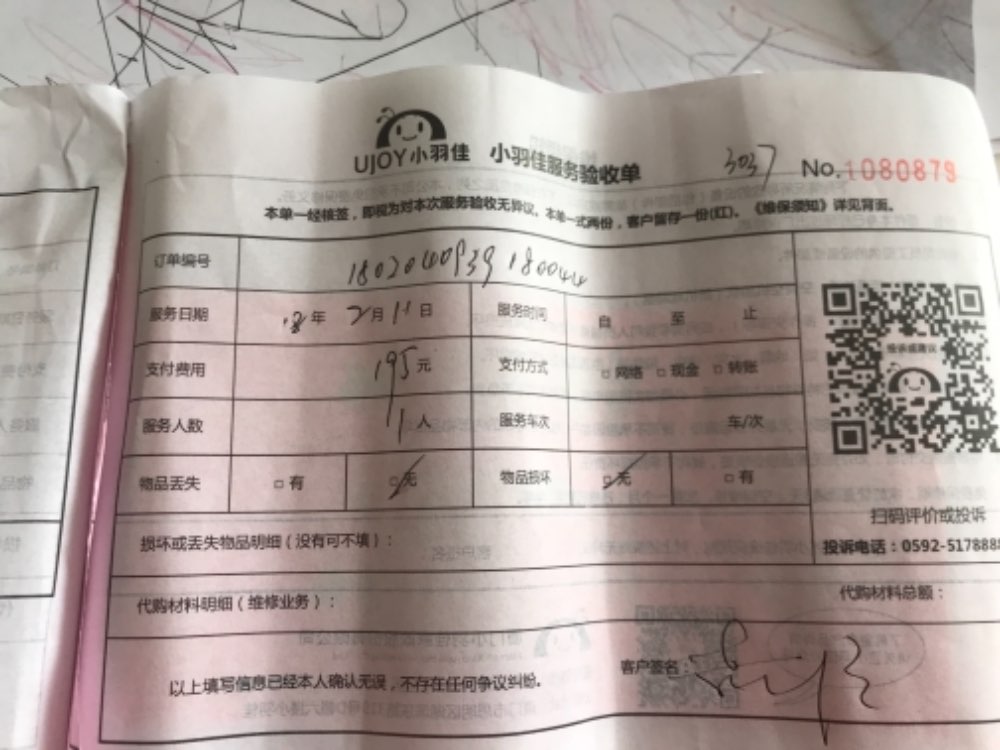 UJOY小羽佳 小羽佳服务验收单 3037 No.1080879
本单一经核签，即视为对本次服务验收无异议。本单一式两份，客户留存一份(红)。《维保须知》详见背面。
订单编号
服务日期 18年 2月11日 服务时间 自 至 止
支付费用 195元 支付方式 □网络 □现金 □转账
服务人数 1人 服务车次 车/次
物品丢失 □有 □无 物品损坏 □无 □有
扫码评价或投诉
损坏或丢失物品明细（没有可不填）：
投诉电话：0592-5178888
代购材料明细（维修业务）： 代购材料总额：
以上填写信息已经本人确认无误，不存在任何争议纠纷。 客户签名：